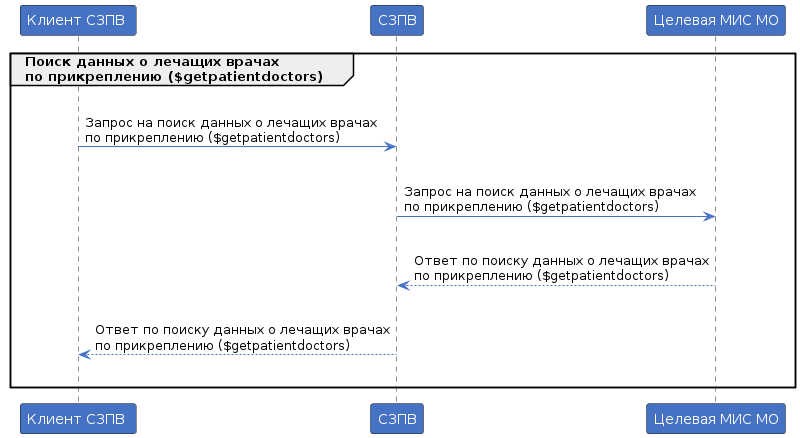 Клиент СЗПВ
СЗПВ
Целевая МИС МО
Поиск данных о лечащих врачах
по прикреплению ($getpatientdoctors)
Запрос на поиск данных о лечащих врачах
по прикреплению ($getpatientdoctors)
Запрос на поиск данных о лечащих врачах
по прикреплению ($getpatientdoctors)
Ответ по поиску данных о лечащих врачах
по прикреплению ($getpatientdoctors)
Ответ по поиску данных о лечащих врачах
по прикреплению ($getpatientdoctors)
Клиент СЗПВ
СЗПВ
Целевая МИС МО